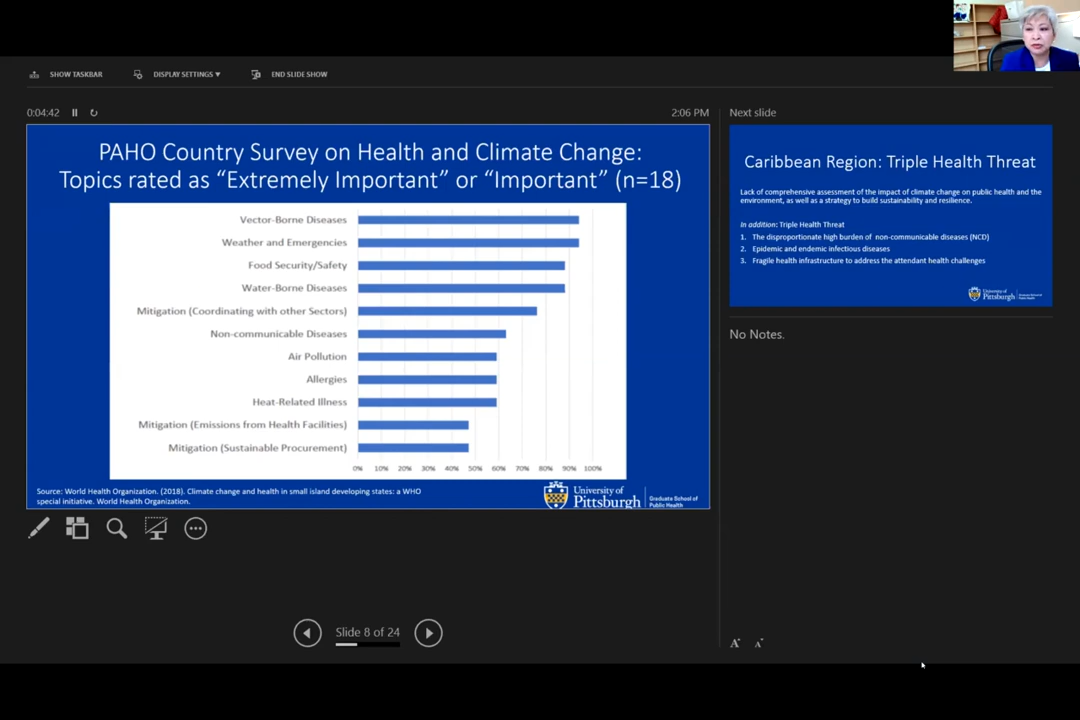 SHOW TASKBAR
DISPLAY SETTINGS ▼
END SLIDE SHOW
0:04:42
2:06 PM
PAHO Country Survey on Health and Climate Change:
Topics rated as “Extremely Important” or “Important” (n=18)
Vector-Borne Diseases
Weather and Emergencies
Food Security/Safety
Water-Borne Diseases
Mitigation (Coordinating with other Sectors)
Non-communicable Diseases
Air Pollution
Allergies
Heat-Related Illness
Mitigation (Emissions from Health Facilities)
Mitigation (Sustainable Procurement)
0% 10% 20% 30% 40% 50% 60% 70% 80% 90% 100%
Source: World Health Organization. (2018). Climate change and health in small island developing states: a WHO
special initiative. World Health Organization.
University of
Pittsburgh
Graduate School of
Public Health
Slide 8 of 24
Next slide
Caribbean Region: Triple Health Threat
Lack of comprehensive assessment of the impact of climate change on public health and the
environment, as well as a strategy to build sustainability and resilience.
In addition: Triple Health Threat
1. The disproportionate high burden of non-communicable diseases (NCD)
2. Epidemic and endemic infectious diseases
3. Fragile health infrastructure to address the attendant health challenges
University of
Pittsburgh
Graduate School of
Public Health
No Notes.
A A